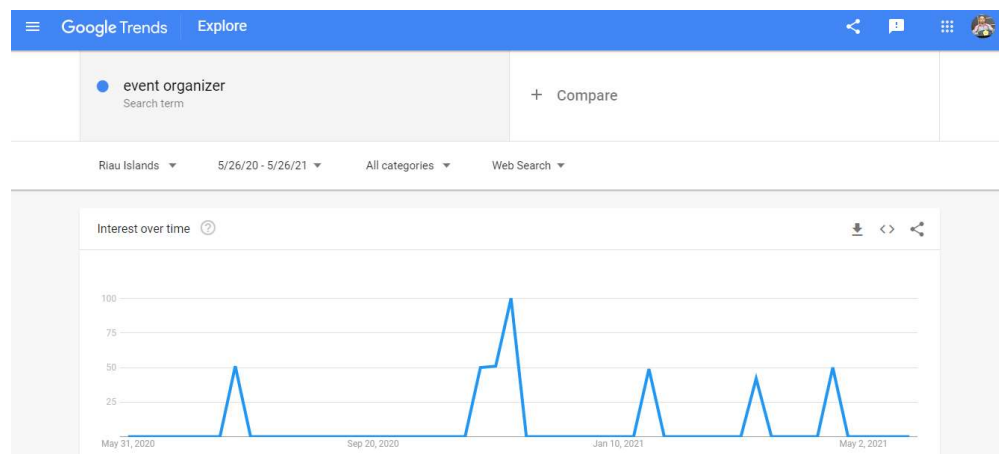 Google Trends Explore
event organizer
Search term
+ Compare
Riau Islands 5/26/20 - 5/26/21 All categories Web Search
Interest over time ?
100
75
50
25
May 31, 2020 Sep 20, 2020 Jan 10, 2021 May 2, 2021